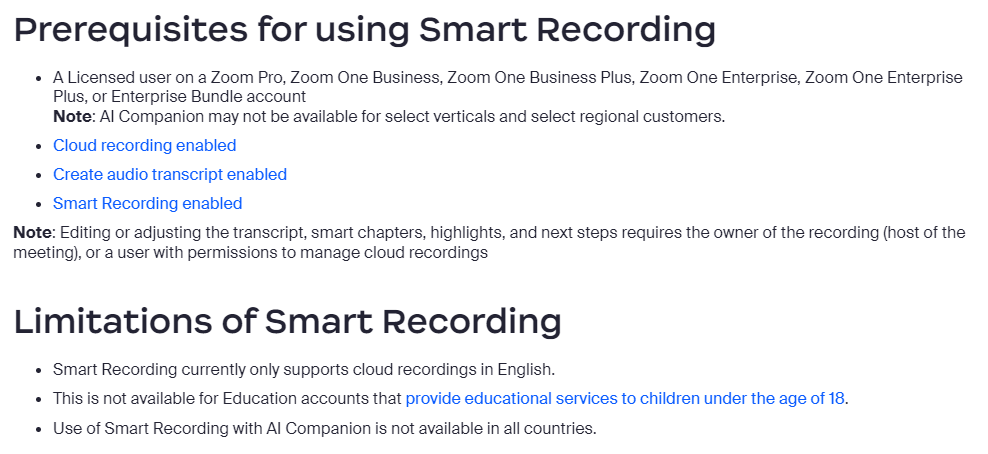 Prerequisites for using Smart Recording
• A Licensed user on a Zoom Pro, Zoom One Business, Zoom One Business Plus, Zoom One Enterprise, Zoom One Enterprise
Plus, or Enterprise Bundle account
Note: AI Companion may not be available for select verticals and select regional customers.
• Cloud recording enabled
• Create audio transcript enabled
• Smart Recording enabled
Note: Editing or adjusting the transcript, smart chapters, highlights, and next steps requires the owner of the recording (host of the
meeting), or a user with permissions to manage cloud recordings
Limitations of Smart Recording
• Smart Recording currently only supports cloud recordings in English.
• This is not available for Education accounts that provide educational services to children under the age of 18.
• Use of Smart Recording with AI Companion is not available in all countries.